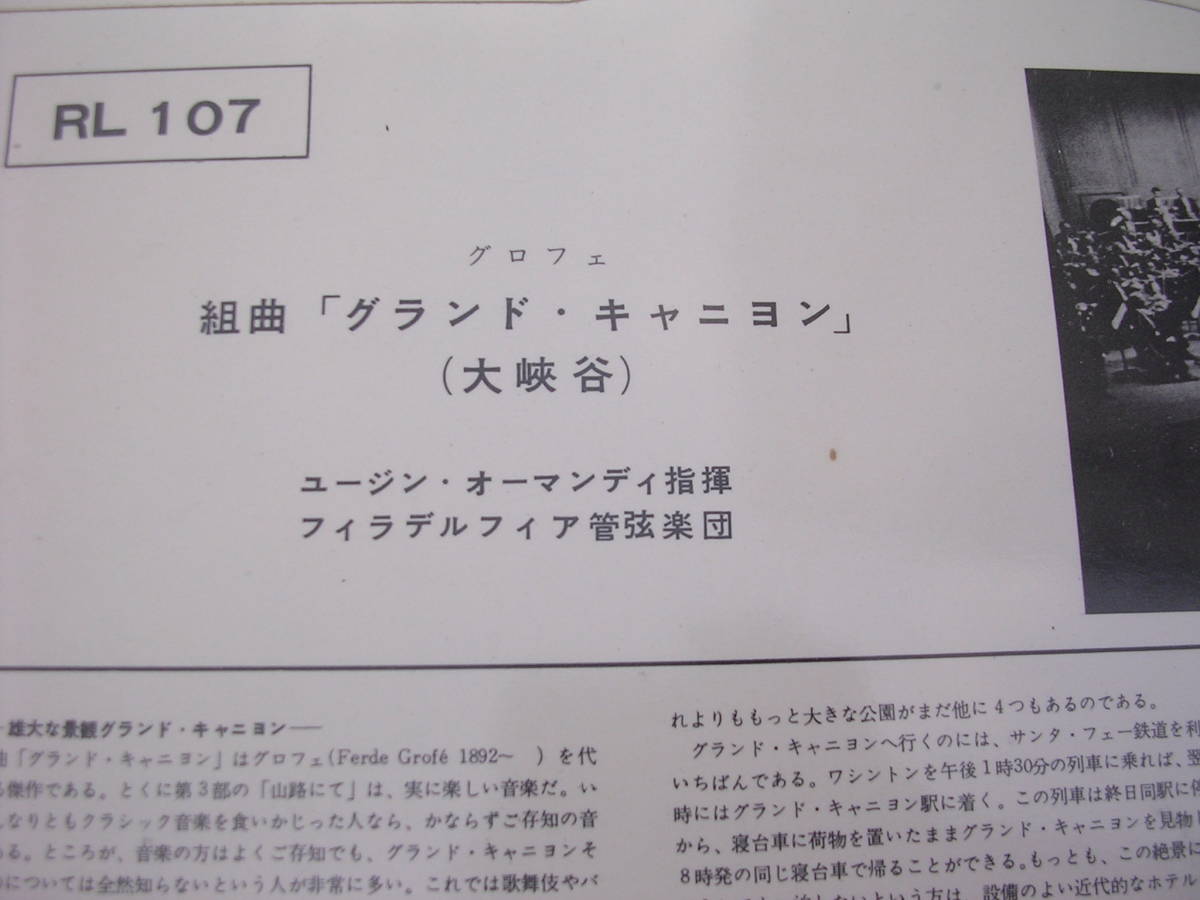 RL 107
グロフェ
組曲「グランド・キャニヨン」
(大峡谷)
ユージン・オーマンディ指揮
フィラデルフィア管弦楽団
雄大な景観グランド・キャニヨン―
「グランド・キャニヨン」はグロフェ(Ferde Grofé 1892~ )を代
傑作である。とくに第3部の「山路にて」は、実に楽しい音楽だ。い
なりともクラシック音楽を食いかじった人なら、かならずご存知の音
る。ところが、音楽の方はよくご存知でも、グランド・キャニヨンそ
については全然知らないという人が非常に多い。これでは歌舞伎やバ
れよりももっと大きな公園がまだ他に4つもあるのである。
グランド・キャニヨンへ行くのには、サンタ・フェー鉄道を利
いちばんである。ワシントンを午後1時30分の列車に乗れば、翌
時にはグランド・キャニヨン駅に着く。この列車は終日同駅に停
から、寝台車に荷物を置いたままグランド・キャニヨンを見物し
8時発の同じ寝台車で帰ることができる。もっとも、この絶景に
という方は、設備のよい近代的なホテル